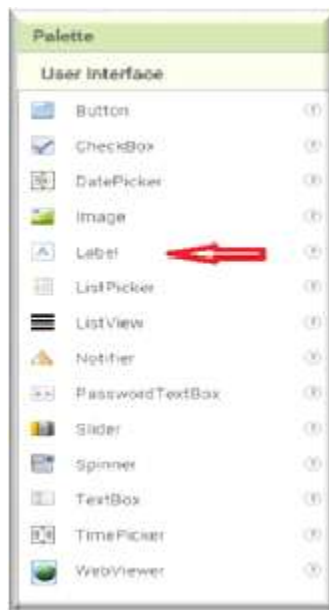 Palette
User Interface
Button
CheckBox
DatePicker
Image
Label
ListPicker
ListView
Notifier
PasswordTextBox
Slider
Spinner
TextBox
TimePicker
WebViewer